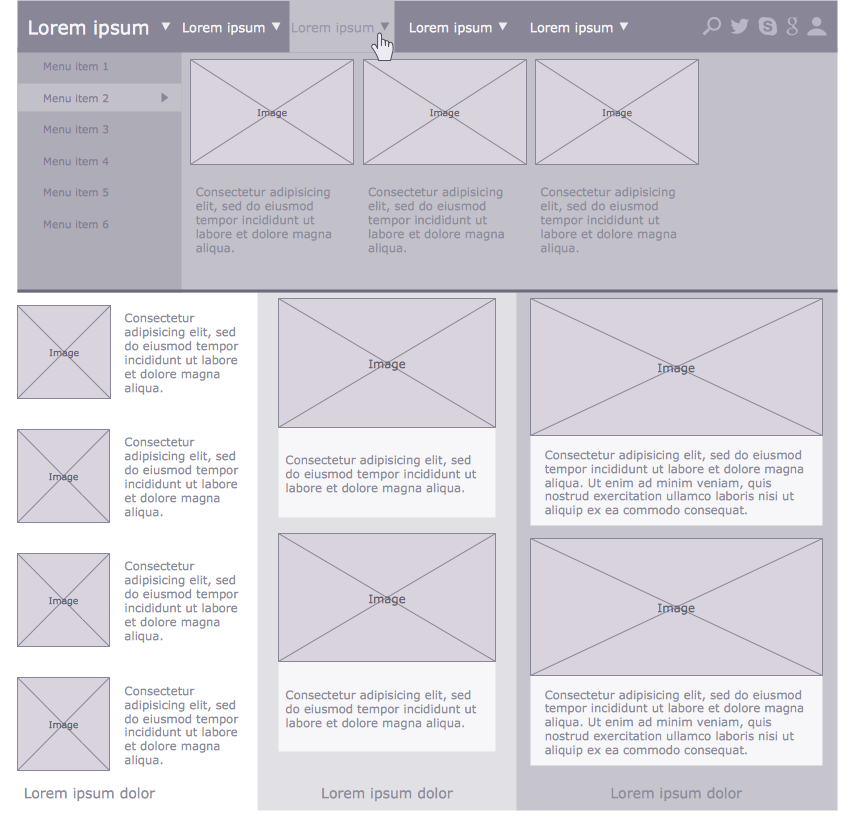 Lorem ipsum Lorem ipsum Lorem ipsum Lorem ipsum Lorem ipsum
Menu item 1
Menu item 2
Menu item 3
Menu item 4
Menu item 5
Menu item 6
Image
Consectetur adipisicing
elit, sed do eiusmod
tempor incididunt ut
labore et dolore magna
aliqua.
Image
Consectetur adipisicing
elit, sed do eiusmod
tempor incididunt ut
labore et dolore magna
aliqua.
Image
Consectetur adipisicing
elit, sed do eiusmod
tempor incididunt ut
labore et dolore magna
aliqua.
Image
Consectetur
adipisicing elit, sed
do eiusmod tempor
incididunt ut labore
et dolore magna
aliqua.
Image
Consectetur
adipisicing elit, sed
do eiusmod tempor
incididunt ut labore
et dolore magna
aliqua.
Image
Consectetur
adipisicing elit, sed
do eiusmod tempor
incididunt ut labore
et dolore magna
aliqua.
Image
Consectetur
adipisicing elit, sed
do eiusmod tempor
incididunt ut labore
et dolore magna
aliqua.
Lorem ipsum dolor
Image
Consectetur adipisicing elit, sed
do eiusmod tempor incididunt ut
labore et dolore magna aliqua.
Image
Consectetur adipisicing elit, sed
do eiusmod tempor incididunt ut
labore et dolore magna aliqua.
Lorem ipsum dolor
Image
Consectetur adipisicing elit, sed do eiusmod
tempor incididunt ut labore et dolore magna
aliqua. Ut enim ad minim veniam, quis
nostrud exercitation ullamco laboris nisi ut
aliquip ex ea commodo consequat.
Image
Consectetur adipisicing elit, sed do eiusmod
tempor incididunt ut labore et dolore magna
aliqua. Ut enim ad minim veniam, quis
nostrud exercitation ullamco laboris nisi ut
aliquip ex ea commodo consequat.
Lorem ipsum dolor